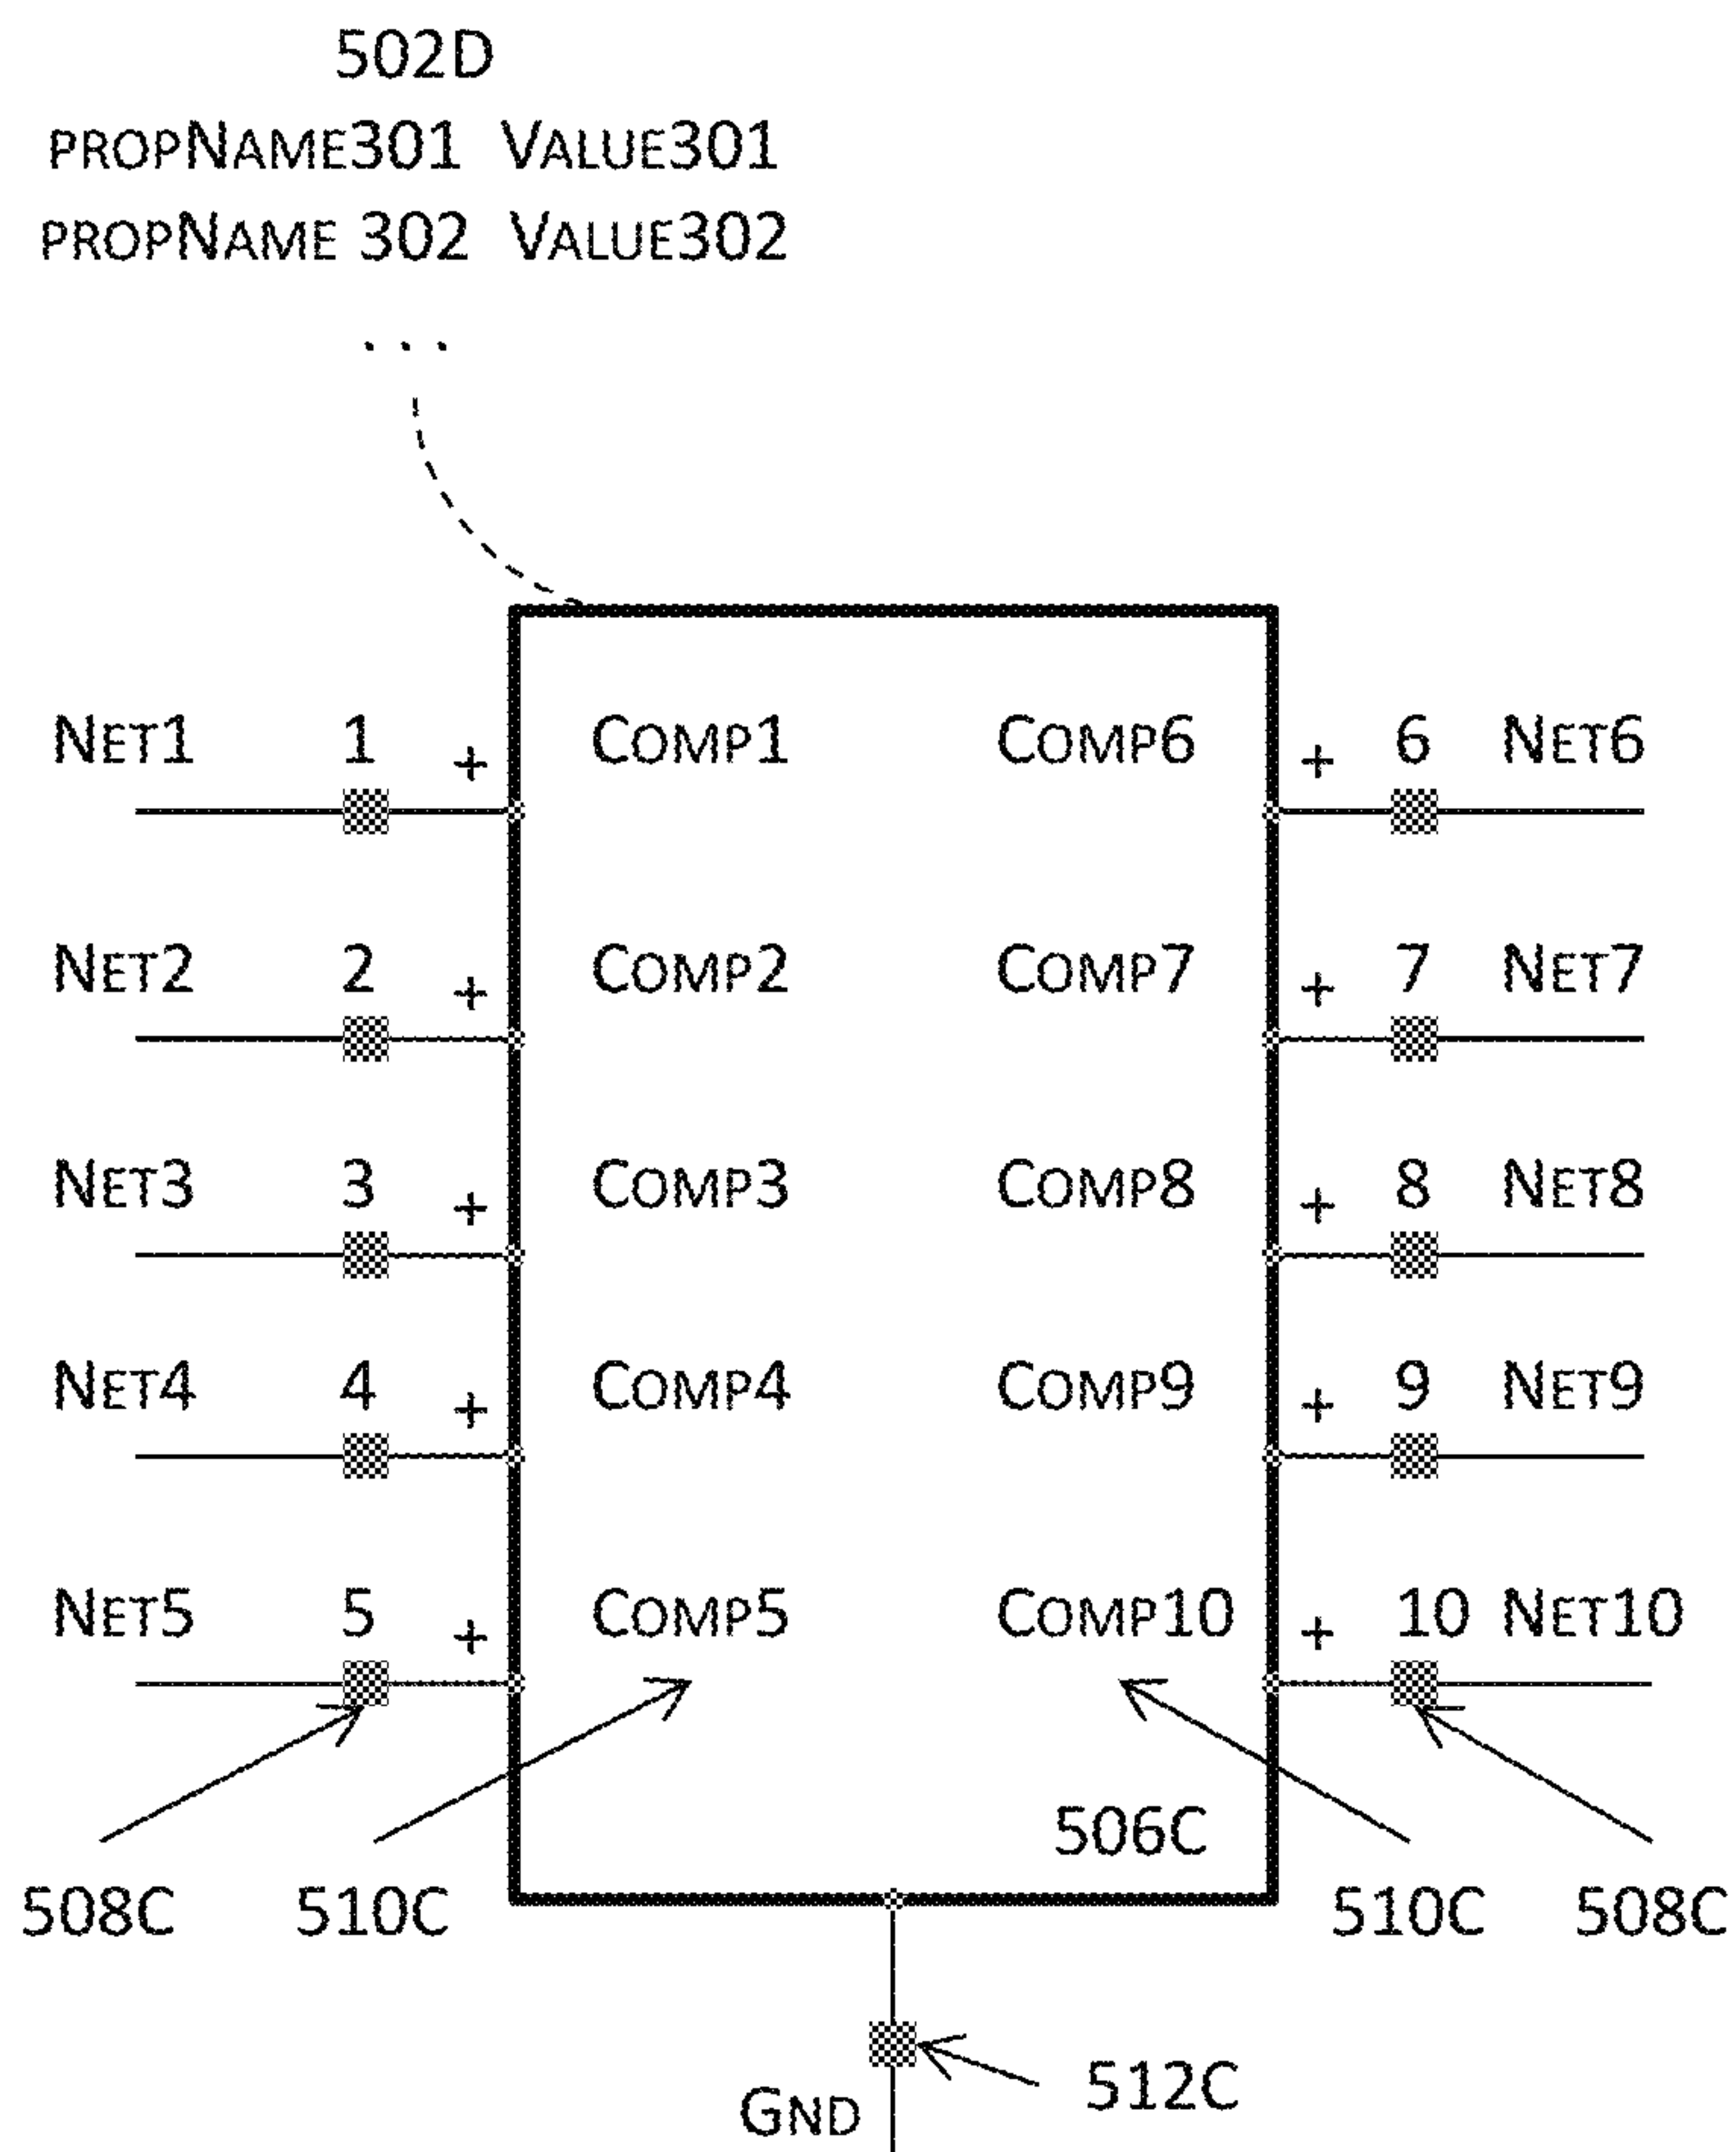 502D
PROPNAME301 VALUE301
PROPNAME 302 VALUE302
. . .
NET1 1 + COMP1 COMP6 + 6 NET6
NET2 2 + COMP2 COMP7 + 7 NET7
NET3 3 + COMP3 COMP8 + 8 NET8
NET4 4 + COMP4 COMP9 + 9 NET9
NET5 5 + COMP5 COMP10 + 10 NET10
506C
508C 510C 510C 508C
512C
GND